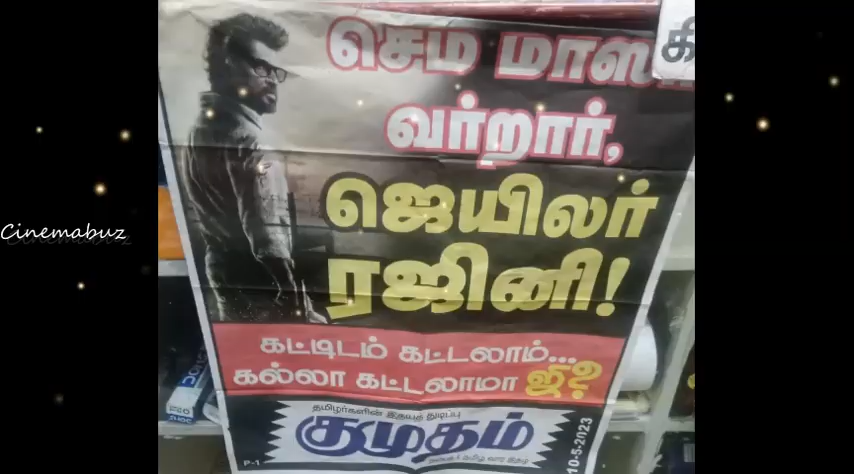 செம மாஸா
வர்றார்,
ஜெயிலர்
ரஜினி!
கட்டிடம் கட்டலாம்...
கல்லா கட்டலாமா ஜி?
தமிழர்களின் இதயத் துடிப்பு
குமுதம்
P-1
10-5-2023
கி
Cinemabuz